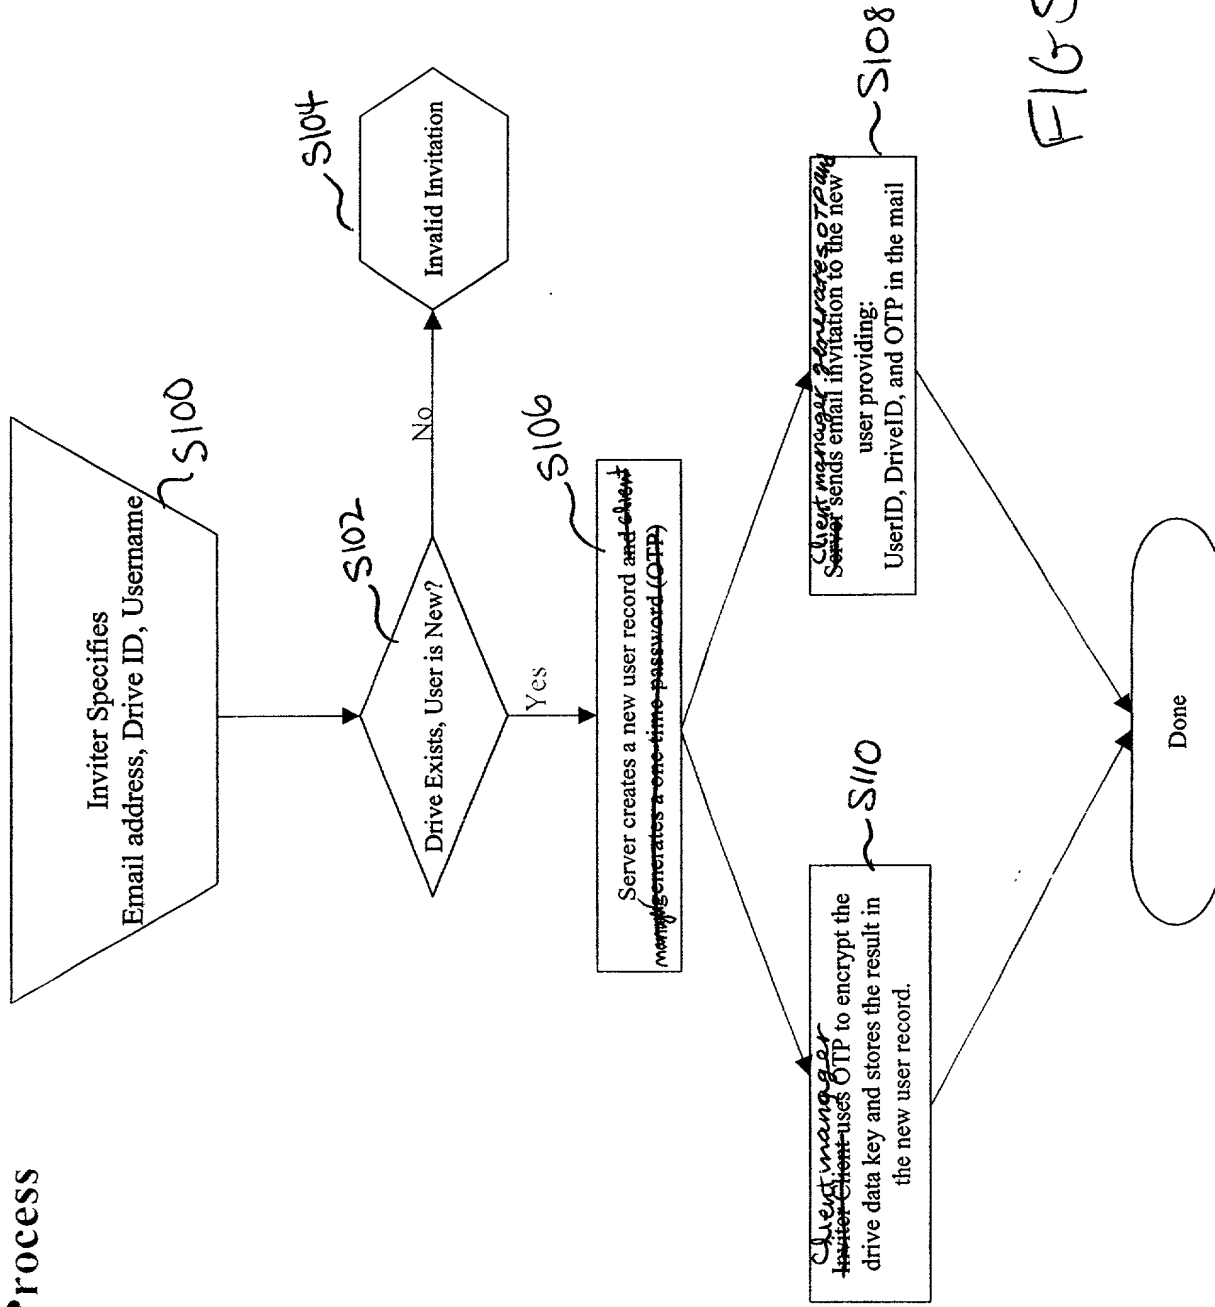 Process
Inviter Specifies
Email address, Drive ID, Username
S100
Drive Exists, User is New?
S102
No
Invalid Invitation
S104
Yes
Server creates a new user record and client
generates a one-time-password (OTP)
S106
Client manager generates OTP and
Server sends email invitation to the new
user providing:
UserID, DriveID, and OTP in the mail
S108
Client manager
Inviter Client uses OTP to encrypt the
drive data key and stores the result in
the new user record.
S110
Done